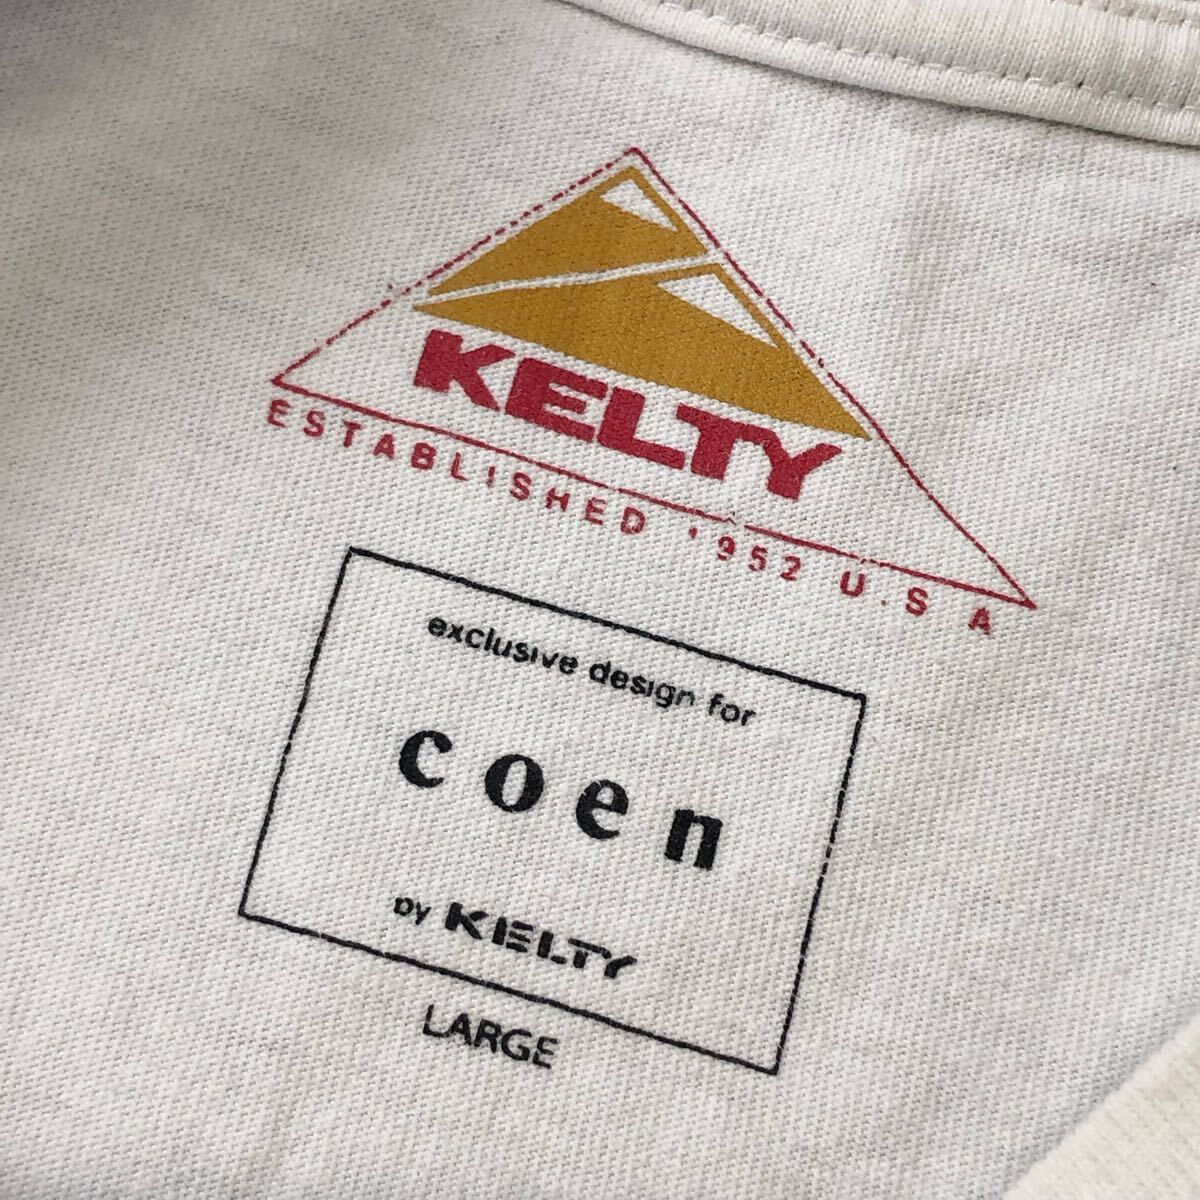 KELTY
ESTABLISHED 1952 U.S.A
exclusive design for
coen
by KELTY
LARGE